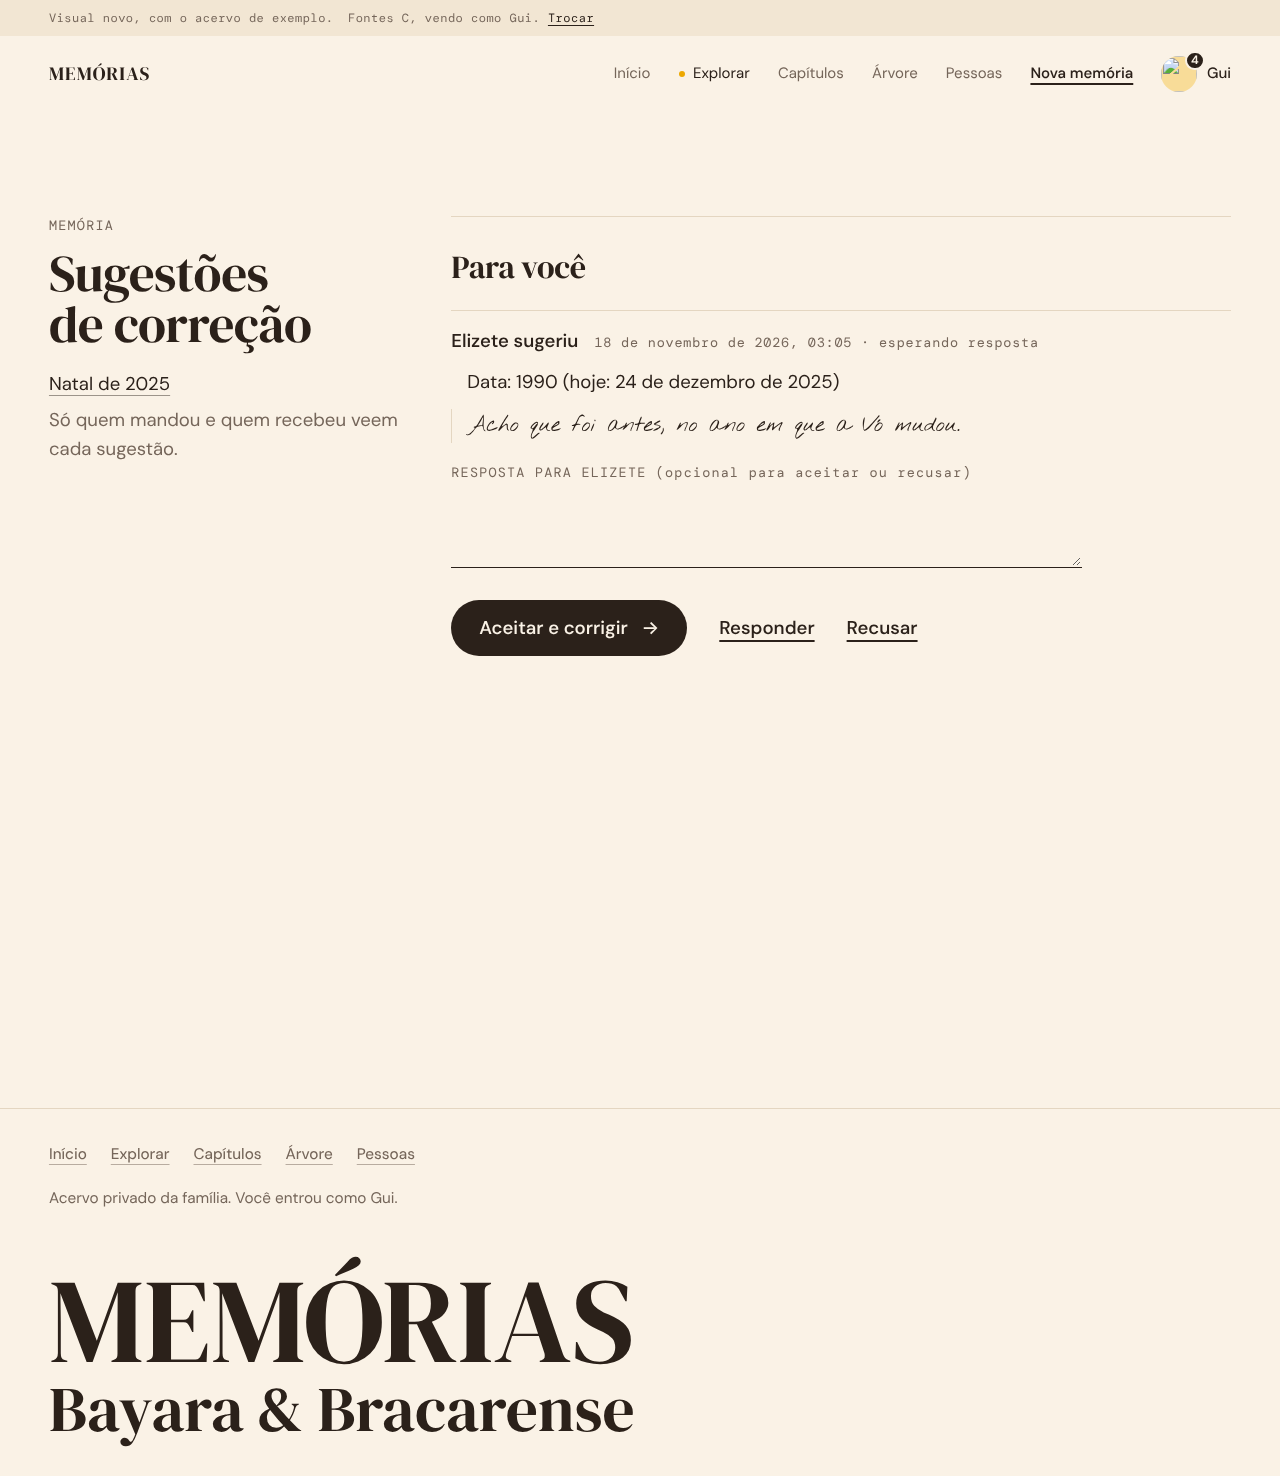 Visual novo, com o acervo de exemplo. Fontes C, vendo como Gui. Trocar
MEMÓRIAS
Início
Explorar
Capítulos
Árvore
Pessoas
Nova memória
4
Gui
MEMÓRIA
Sugestões
de correção
Natal de 2025
Só quem mandou e quem recebeu veem
cada sugestão.
Para você
Elizete sugeriu 18 de novembro de 2026, 03:05 · esperando resposta
Data: 1990 (hoje: 24 de dezembro de 2025)
Acho que foi antes, no ano em que a Vó mudou.
RESPOSTA PARA ELIZETE (opcional para aceitar ou recusar)
Aceitar e corrigir →
Responder
Recusar
Início
Explorar
Capítulos
Árvore
Pessoas
Acervo privado da família. Você entrou como Gui.
MEMÓRIAS
Bayara & Bracarense